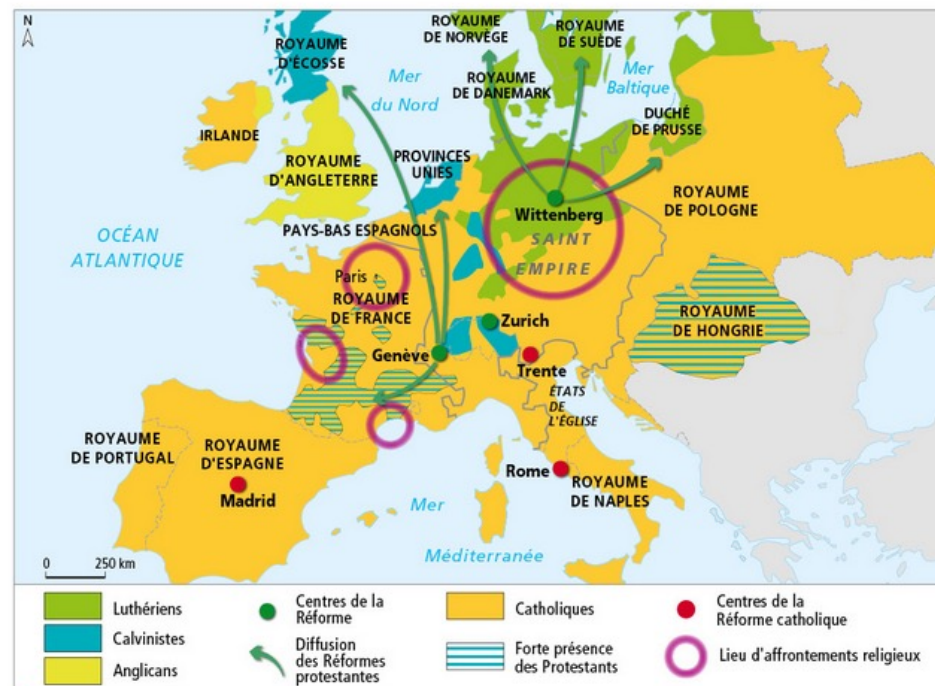 N
ROYAUME
D'ÉCOSSE
ROYAUME
DE NORVÈGE
ROYAUME
DE SUÈDE
Mer
du Nord
ROYAUME
DE DANEMARK
Mer
Baltique
DUCHÉ
DE PRUSSE
IRLANDE
ROYAUME
D'ANGLETERRE
PROVINCES
UNIES
Wittenberg
ROYAUME
DE POLOGNE
OCÉAN
ATLANTIQUE
PAYS-BAS ESPAGNOLS
SAINT
EMPIRE
Paris
ROYAUME
DE FRANCE
Zurich
ROYAUME
DE HONGRIE
Genève
Trente
ÉTATS
DE
L'ÉGLISE
ROYAUME
DE PORTUGAL
ROYAUME
D'ESPAGNE
Madrid
Rome
ROYAUME
DE NAPLES
Mer
Méditerranée
0 250 km
Luthériens
Calvinistes
Anglicans
Centres de la
Réforme
Diffusion
des Réformes
protestantes
Catholiques
Forte présence
des Protestants
Centres de la
Réforme catholique
Lieu d'affrontements religieux